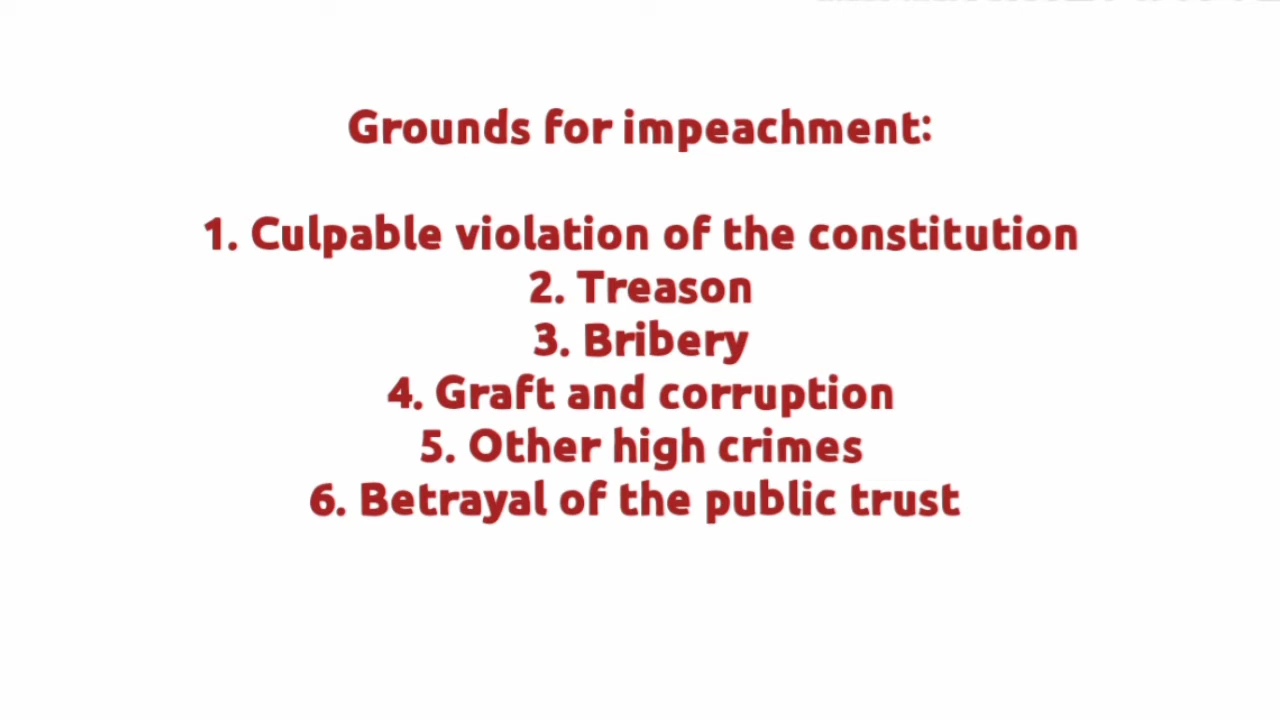 Grounds for impeachment:
1. Culpable violation of the constitution
2. Treason
3. Bribery
4. Graft and corruption
5. Other high crimes
6. Betrayal of the public trust